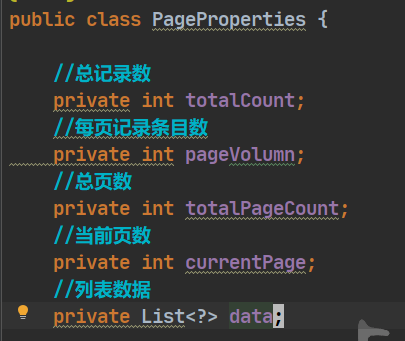 public class PageProperties {
//总记录数
private int totalCount;
//每页记录条目数
private int pageVolumn;
//总页数
private int totalPageCount;
//当前页数
private int currentPage;
//列表数据
private List<?> data;